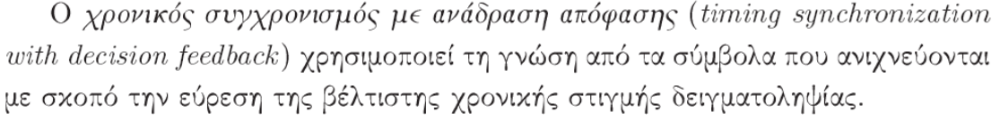 Ο χρονικός συγχρονισμός με ανάδραση απόφασης (timing synchronization
with decision feedback) χρησιμοποιεί τη γνώση από τα σύμβολα που ανιχνεύονται
με σκοπό την εύρεση της βέλτιστης χρονικής στιγμής δειγματοληψίας.